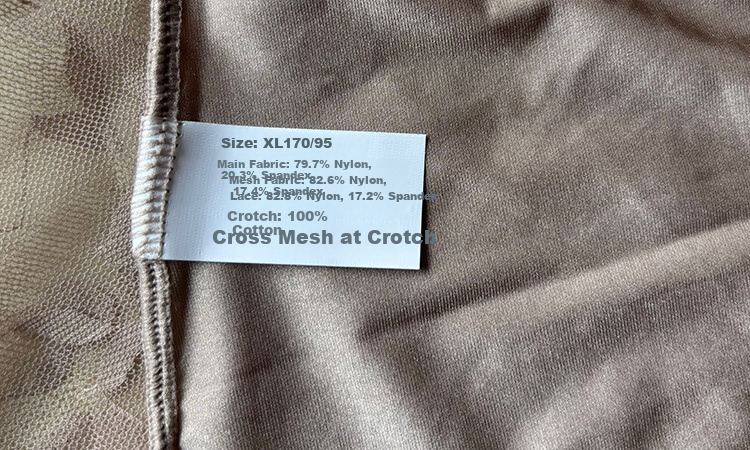 Size: XL170/95
Main Fabric: 79.7% Nylon,
20.3% Spandex
Mesh Fabric: 82.6% Nylon,
17.4% Spandex
Lace: 82.8% Nylon, 17.2% Spandex
Crotch: 100%
Cotton
Cross Mesh at Crotch